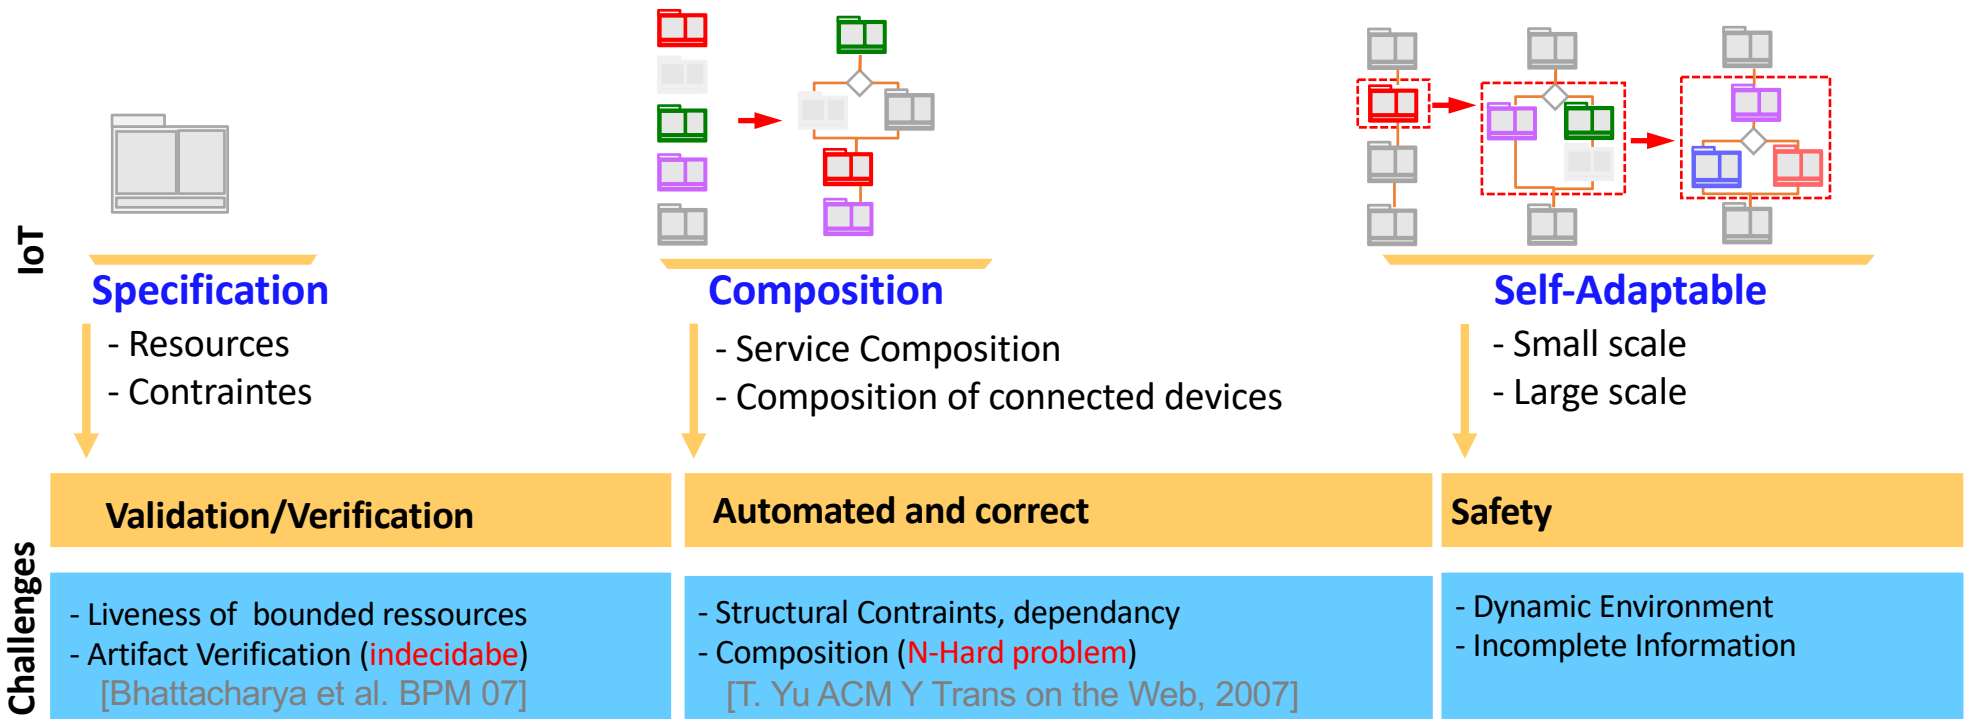 IoT
Specification
- Resources
- Contraintes
Composition
- Service Composition
- Composition of connected devices
Self-Adaptable
- Small scale
- Large scale
Challenges
Validation/Verification
- Liveness of bounded ressources
- Artifact Verification (indecidabe)
[Bhattacharya et al. BPM 07]
Automated and correct
- Structural Contraints, dependancy
- Composition (N-Hard problem)
[T. Yu ACM Y Trans on the Web, 2007]
Safety
- Dynamic Environment
- Incomplete Information